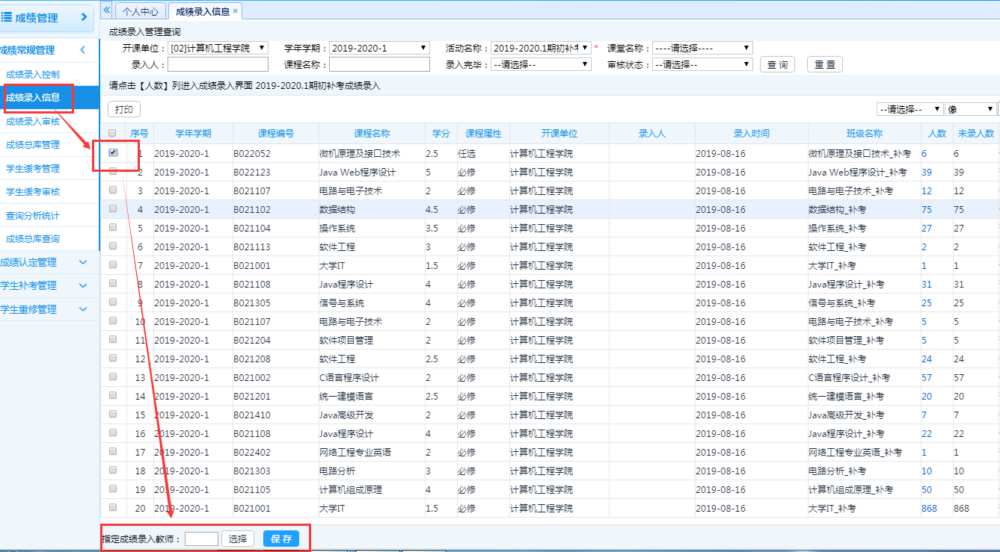 成绩管理
成绩常规管理
成绩录入控制
成绩录入信息
成绩录入审核
成绩总库管理
学生缓考管理
学生缓考审核
查询分析统计
成绩总库查询
成绩认定管理
学生补考管理
学生重修管理
个人中心 成绩录入信息 ×
成绩录入管理查询
开课单位： [02]计算机工程学院 学年学期： 2019-2020-1 活动名称： 2019-2020.1期初补考 * 课堂名称： ----请选择----
录入人： 课程名称： 录入完毕： --请选择-- 审核状态： --请选择-- 查 询 重 置
请点击【人数】列进入成绩录入界面 2019-2020.1期初补考成绩录入
打印 --请选择-- 像
序号 学年学期 课程编号 课程名称 学分 课程属性 开课单位 录入人 录入时间 班级名称 人数 未录人数
1 2019-2020-1 B022052 微机原理及接口技术 2.5 任选 计算机工程学院 2019-08-16 微机原理及接口技术_补考 6 6
2 2019-2020-1 B022123 Java Web程序设计 5 必修 计算机工程学院 2019-08-16 Java Web程序设计_补考 39 39
3 2019-2020-1 B021107 电路与电子技术 2 必修 计算机工程学院 2019-08-16 电路与电子技术_补考 12 12
4 2019-2020-1 B021102 数据结构 4.5 必修 计算机工程学院 2019-08-16 数据结构_补考 75 75
5 2019-2020-1 B021104 操作系统 3.5 必修 计算机工程学院 2019-08-16 操作系统_补考 27 27
6 2019-2020-1 B021113 软件工程 3 必修 计算机工程学院 2019-08-16 软件工程_补考 2 2
7 2019-2020-1 B021001 大学IT 1.5 必修 计算机工程学院 2019-08-16 大学IT_补考 1 1
8 2019-2020-1 B021108 Java程序设计 4 必修 计算机工程学院 2019-08-16 Java程序设计_补考 31 31
9 2019-2020-1 B021305 信号与系统 4 必修 计算机工程学院 2019-08-16 信号与系统_补考 25 25
10 2019-2020-1 B021107 电路与电子技术 2 必修 计算机工程学院 2019-08-16 电路与电子技术_补考 5 5
11 2019-2020-1 B021204 软件项目管理 2 必修 计算机工程学院 2019-08-16 软件项目管理_补考 5 5
12 2019-2020-1 B021208 软件工程 2.5 必修 计算机工程学院 2019-08-16 软件工程_补考 24 24
13 2019-2020-1 B021002 C语言程序设计 2 必修 计算机工程学院 2019-08-16 C语言程序设计_补考 57 57
14 2019-2020-1 B021201 统一建模语言 2.5 必修 计算机工程学院 2019-08-16 统一建模语言_补考 20 20
15 2019-2020-1 B021410 Java高级开发 2 必修 计算机工程学院 2019-08-16 Java高级开发_补考 7 7
16 2019-2020-1 B021108 Java程序设计 4 必修 计算机工程学院 2019-08-16 Java程序设计_补考 22 22
17 2019-2020-1 B022402 网络工程专业英语 2 必修 计算机工程学院 2019-08-16 网络工程专业英语_补考 1 1
18 2019-2020-1 B021303 电路分析 3 必修 计算机工程学院 2019-08-16 电路分析_补考 10 10
19 2019-2020-1 B021105 计算机组成原理 4 必修 计算机工程学院 2019-08-16 计算机组成原理_补考 50 50
20 2019-2020-1 B021001 大学IT 1.5 必修 计算机工程学院 2019-08-16 大学IT_补考 868 868
指定成绩录入教师： 选择 保 存